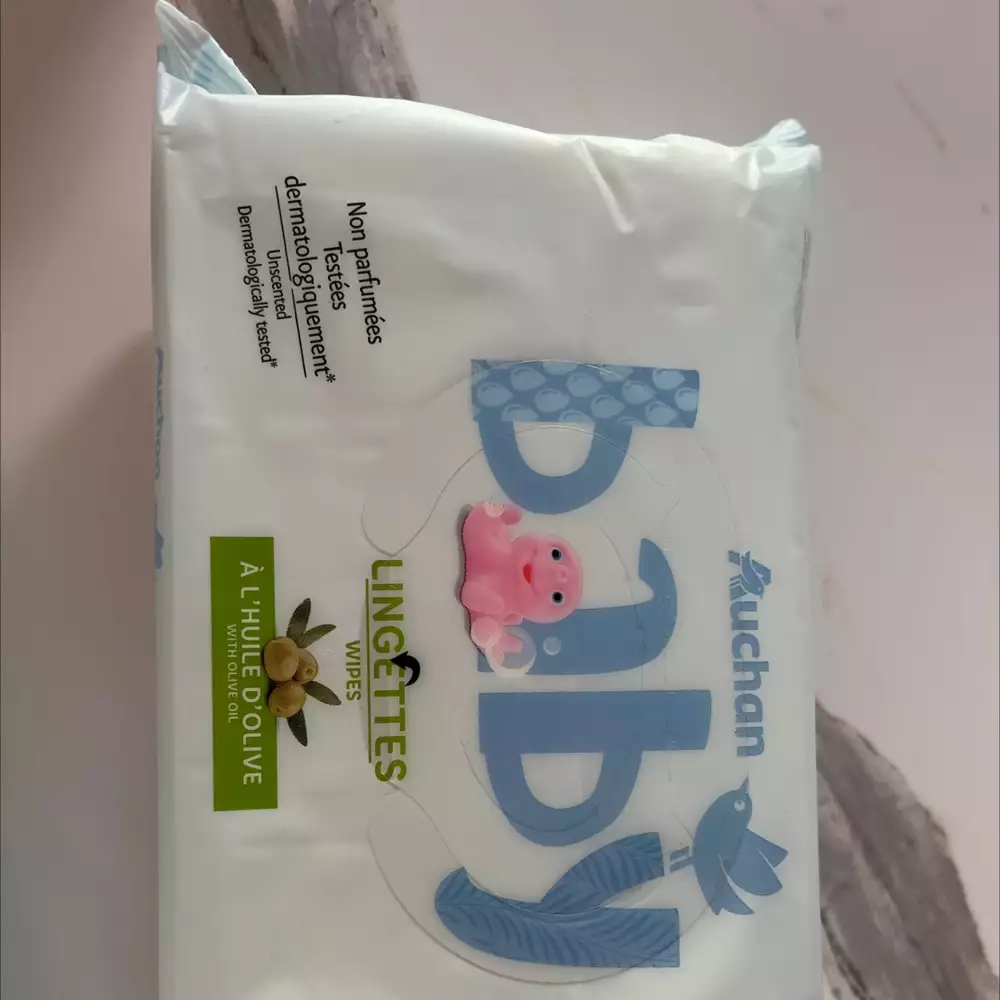 Auchan
baby
LINGETTES
WIPES
À L'HUILE D'OLIVE
WITH OLIVE OIL
Non parfumées
Testées
dermatologiquement*
Unscented
Dermatologically tested*